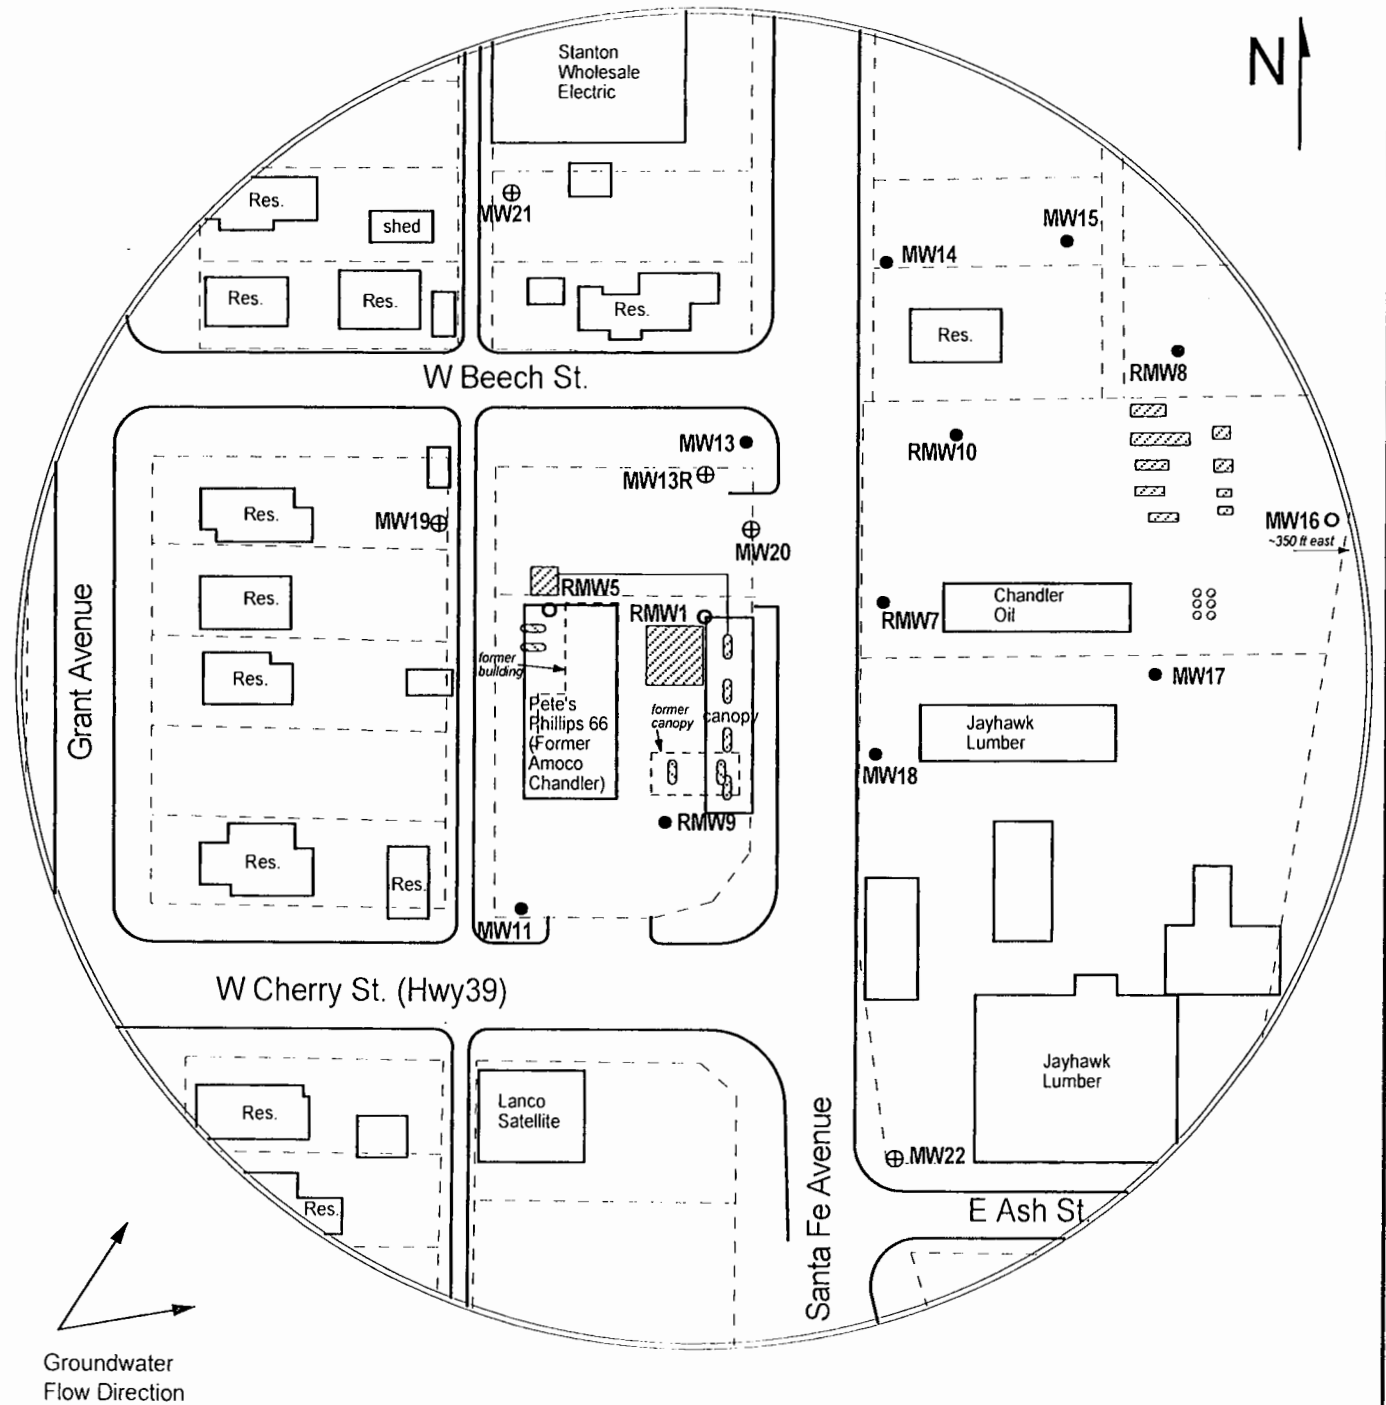 N
Stanton
Wholesale
Electric
Res.
shed
MW21
MW15
MW14
Res.
Res.
Res.
Res.
RMW8
W Beech St.
MW13
RMW10
MW13R
Res.
MW19
MW16
~350 ft east
MW20
RMW5
Chandler
Oil
Res.
RMW1
RMW7
former
building
Grant Avenue
Res.
MW17
Pete's
Phillips 66
(Former
Amoco
Chandler)
former
canopy
canopy
Jayhawk
Lumber
MW18
RMW9
Res.
Res.
MW11
W Cherry St. (Hwy39)
Jayhawk
Lumber
Lanco
Satellite
Res.
Santa Fe Avenue
MW22
Res.
E Ash St.
Groundwater
Flow Direction